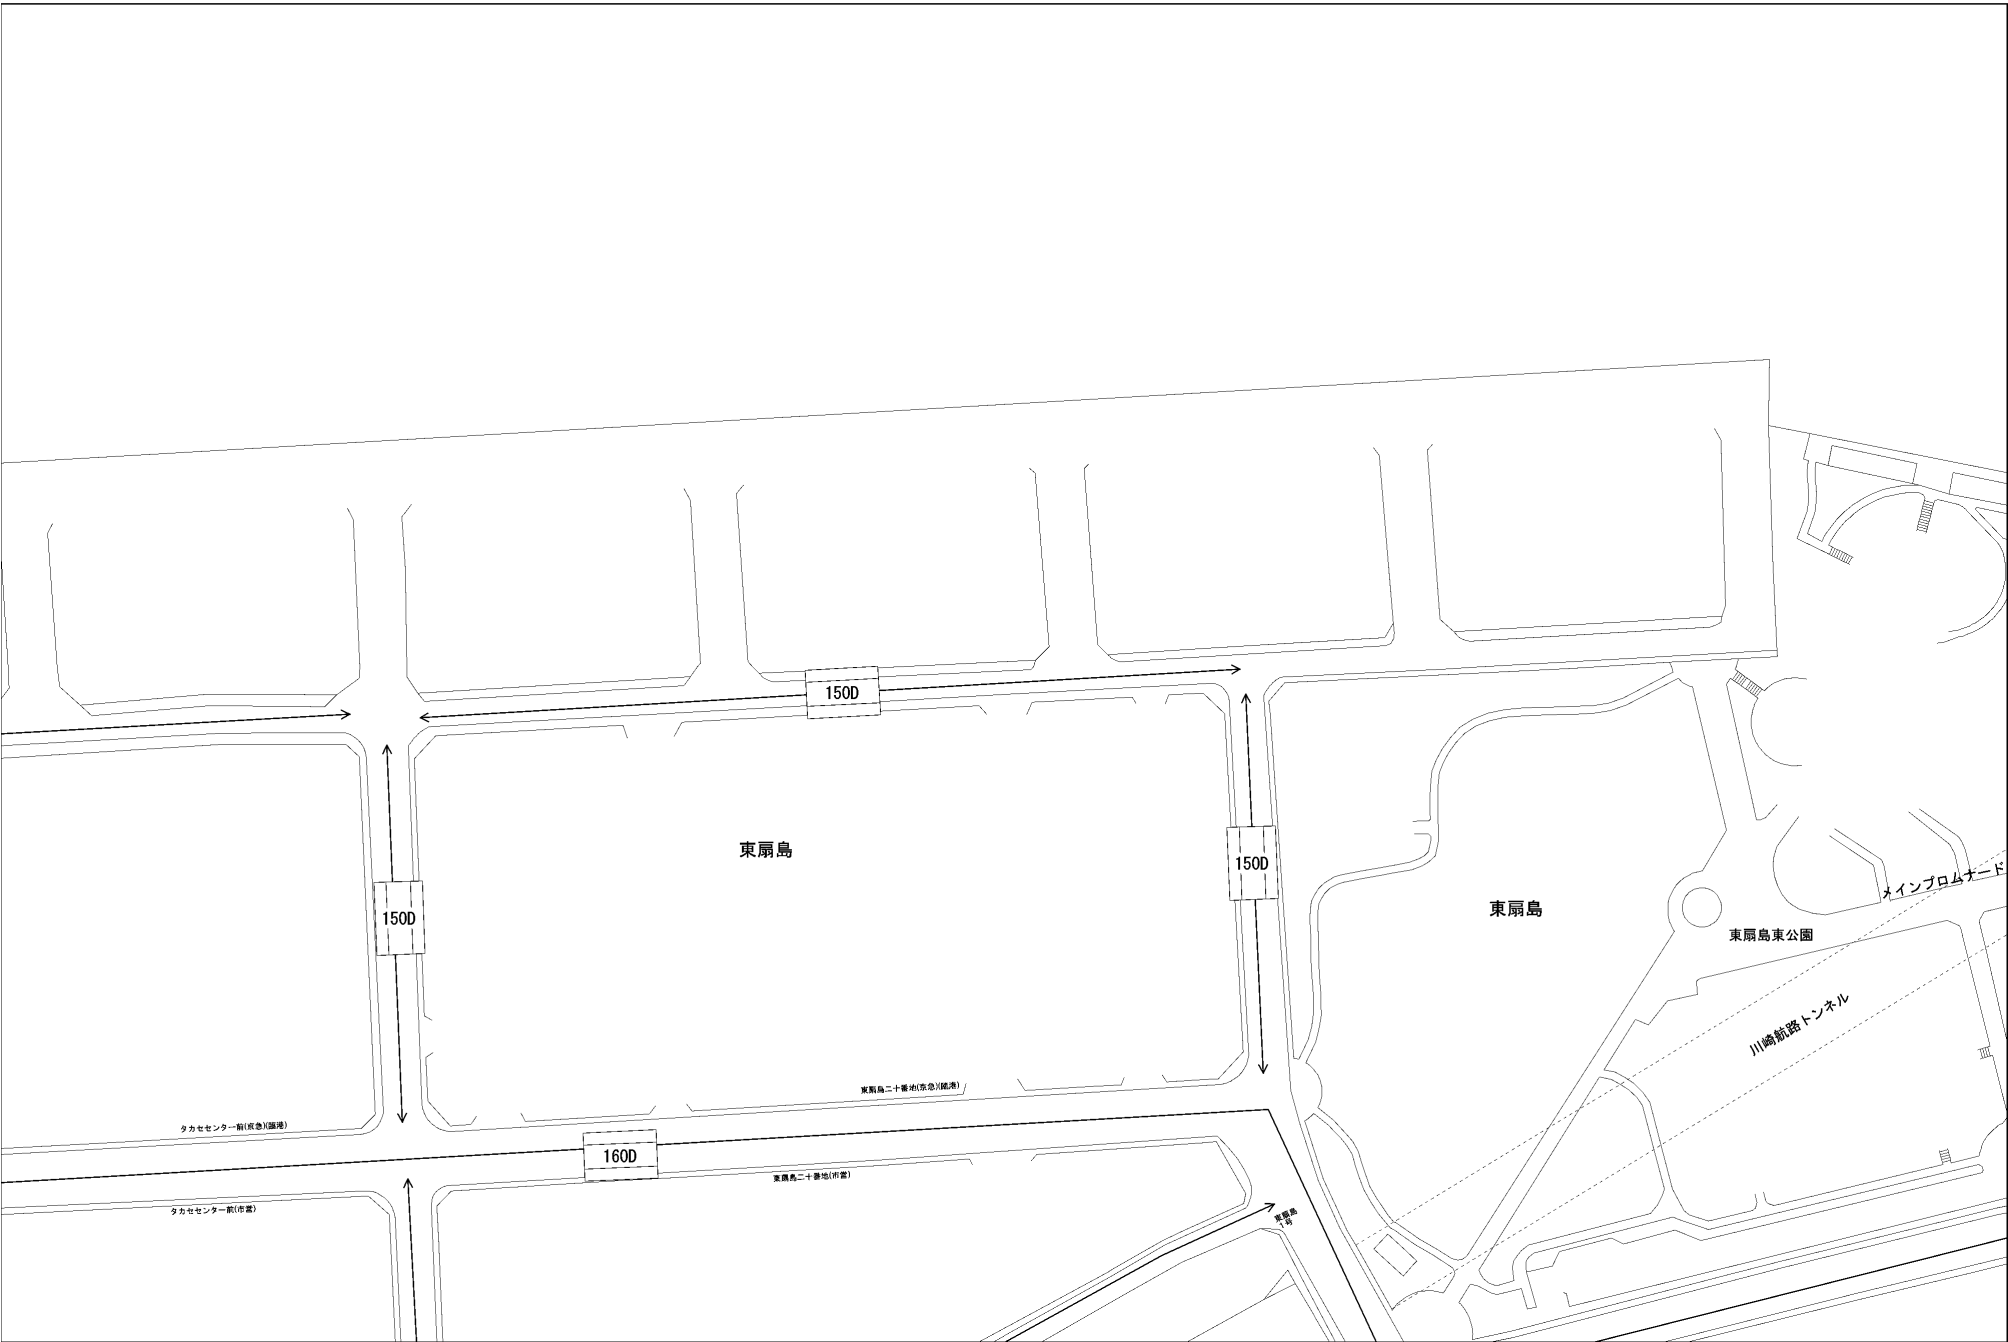 150D
150D
東扇島
150D
メインプロムナード
東扇島
150D
東扇島東公園
川崎航路トンネル
東扇島二十番地(京急)(臨港)
タカセセンター前(京急)(臨港)
160D
東扇島二十番地(市営)
タカセセンター前(市営)
東扇島
1号